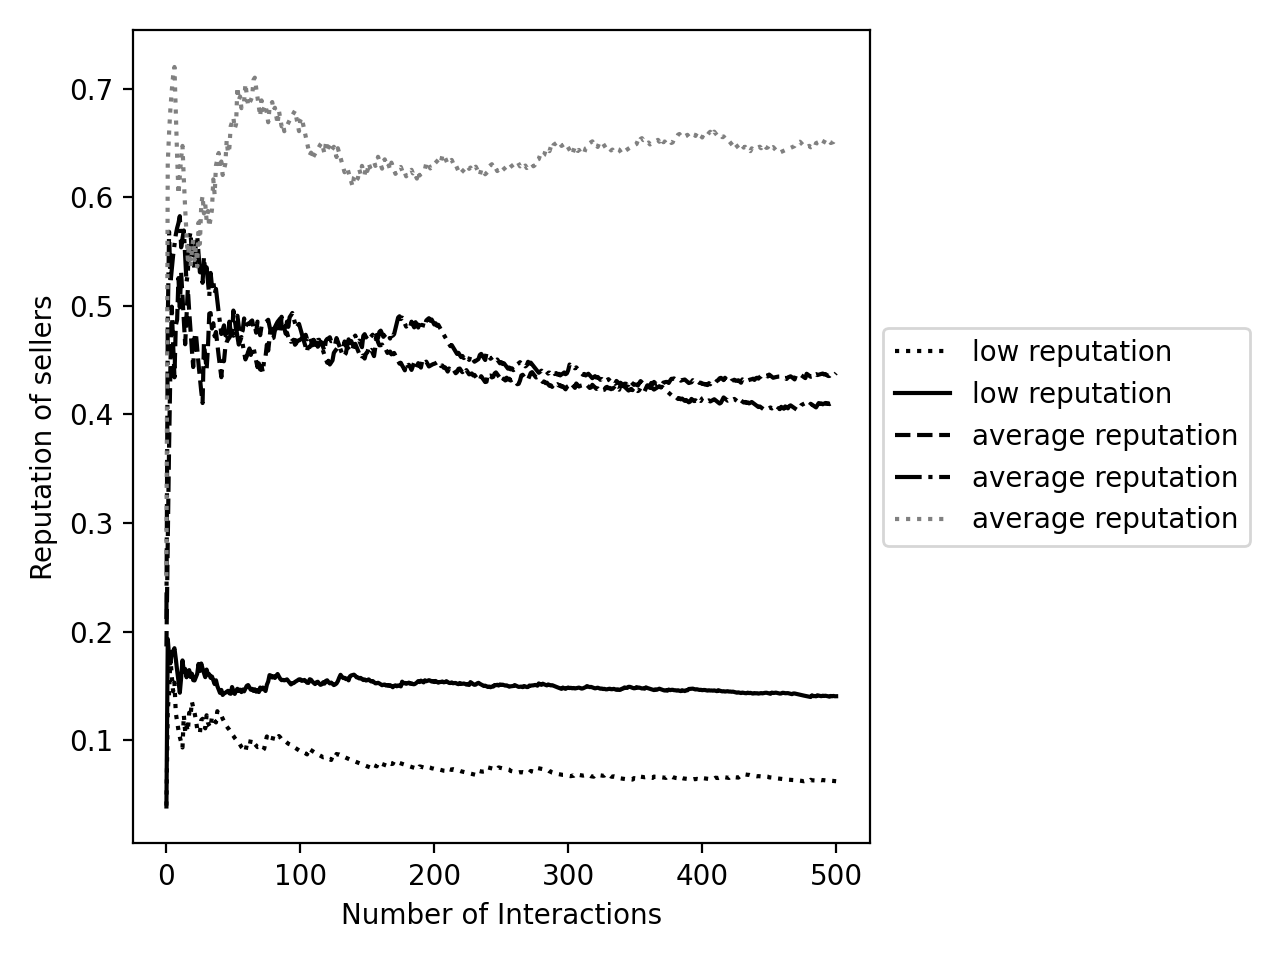 0.7
0.6
0.5
0.4
0.3
0.2
0.1
Reputation of sellers
0 100 200 300 400 500
Number of Interactions
low reputation
low reputation
average reputation
average reputation
average reputation